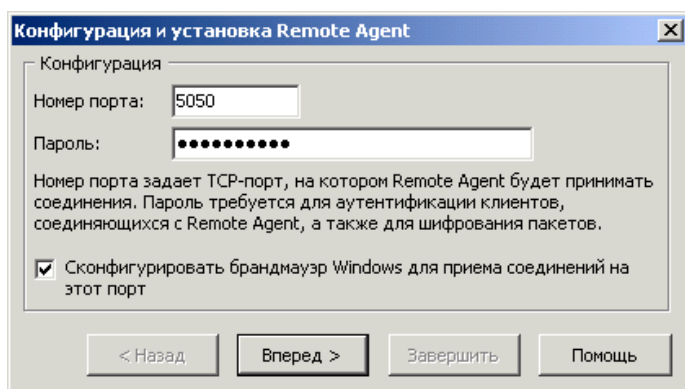 Конфигурация и установка Remote Agent
Конфигурация
Номер порта: 5050
Пароль: ●●●●●●●●●●
Номер порта задает TCP-порт, на котором Remote Agent будет принимать
соединения. Пароль требуется для аутентификации клиентов,
соединяющихся с Remote Agent, а также для шифрования пакетов.
Сконфигурировать брандмауэр Windows для приема соединений на
этот порт
< Назад Вперед > Завершить Помощь